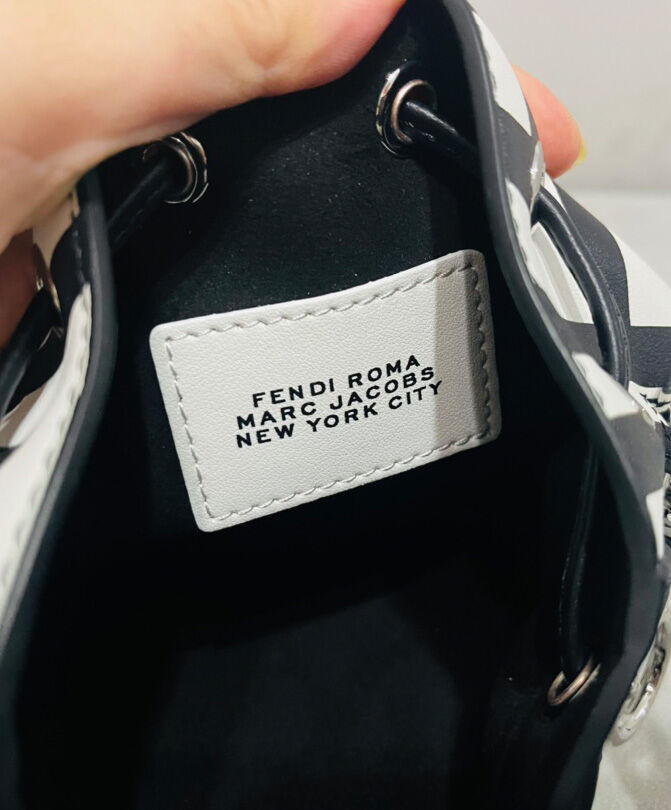 FENDI ROMA
MARC JACOBS
NEW YORK CITY